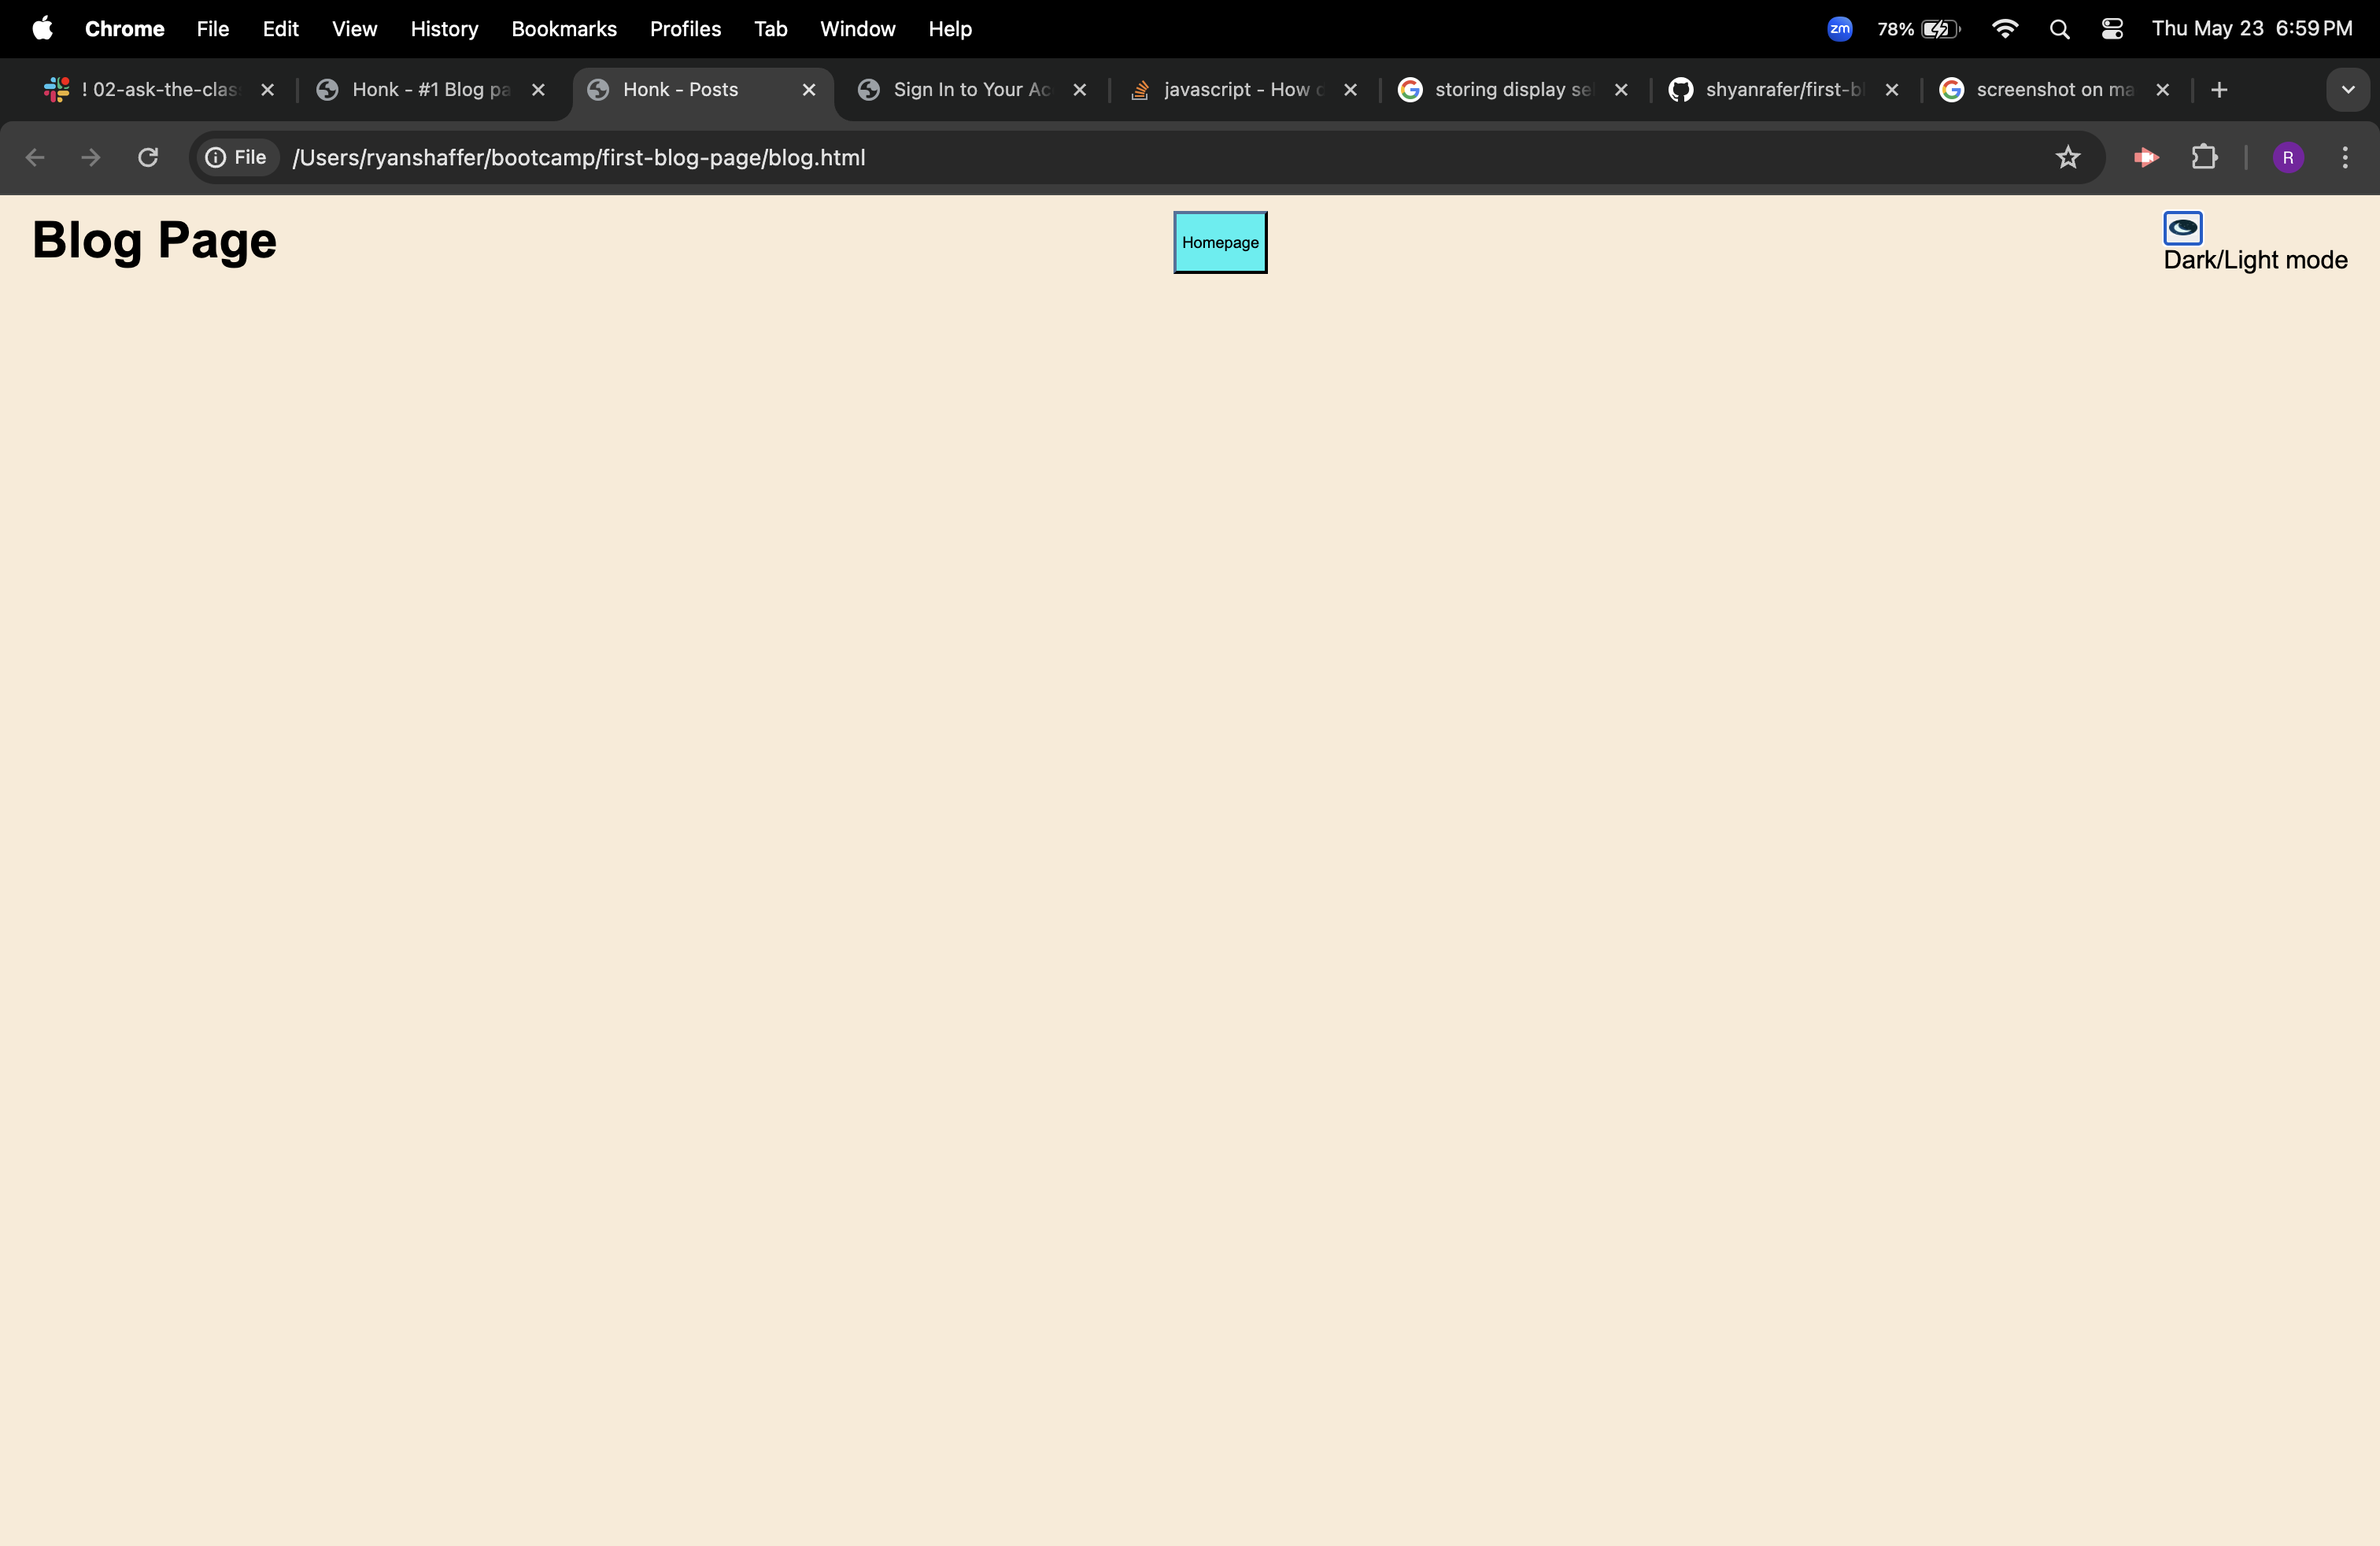 Chrome File Edit View History Bookmarks Profiles Tab Window Help zm 78% Thu May 23 6:59 PM
! 02-ask-the-clas Honk - #1 Blog pa Honk - Posts Sign In to Your Ac javascript - How storing display se shyanrafer/first-bl screenshot on ma
File /Users/ryanshaffer/bootcamp/first-blog-page/blog.html R
Blog Page
Homepage
Dark/Light mode